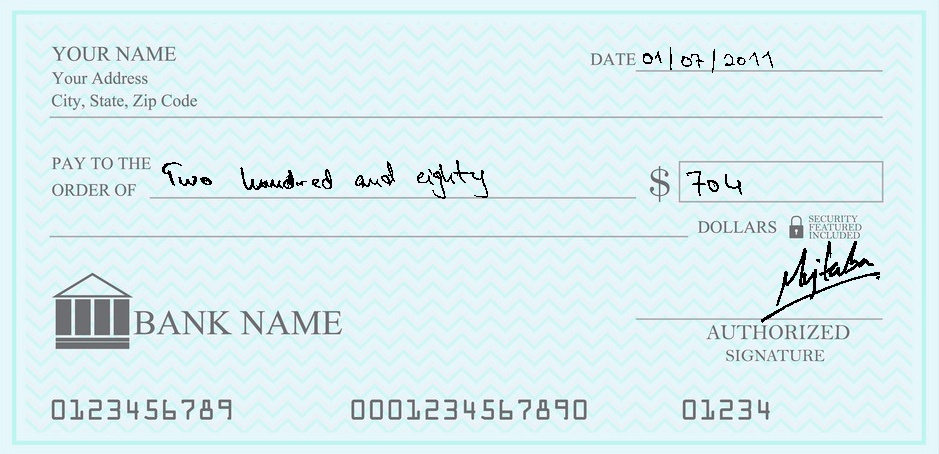 YOUR NAME
Your Address
City, State, Zip Code
DATE 01/07/2011
PAY TO THE ORDER OF Two hundred and eighty $ 704
DOLLARS SECURITY FEATURED INCLUDED
Mujtaba
BANK NAME
AUTHORIZED SIGNATURE
0123456789 0001234567890 01234